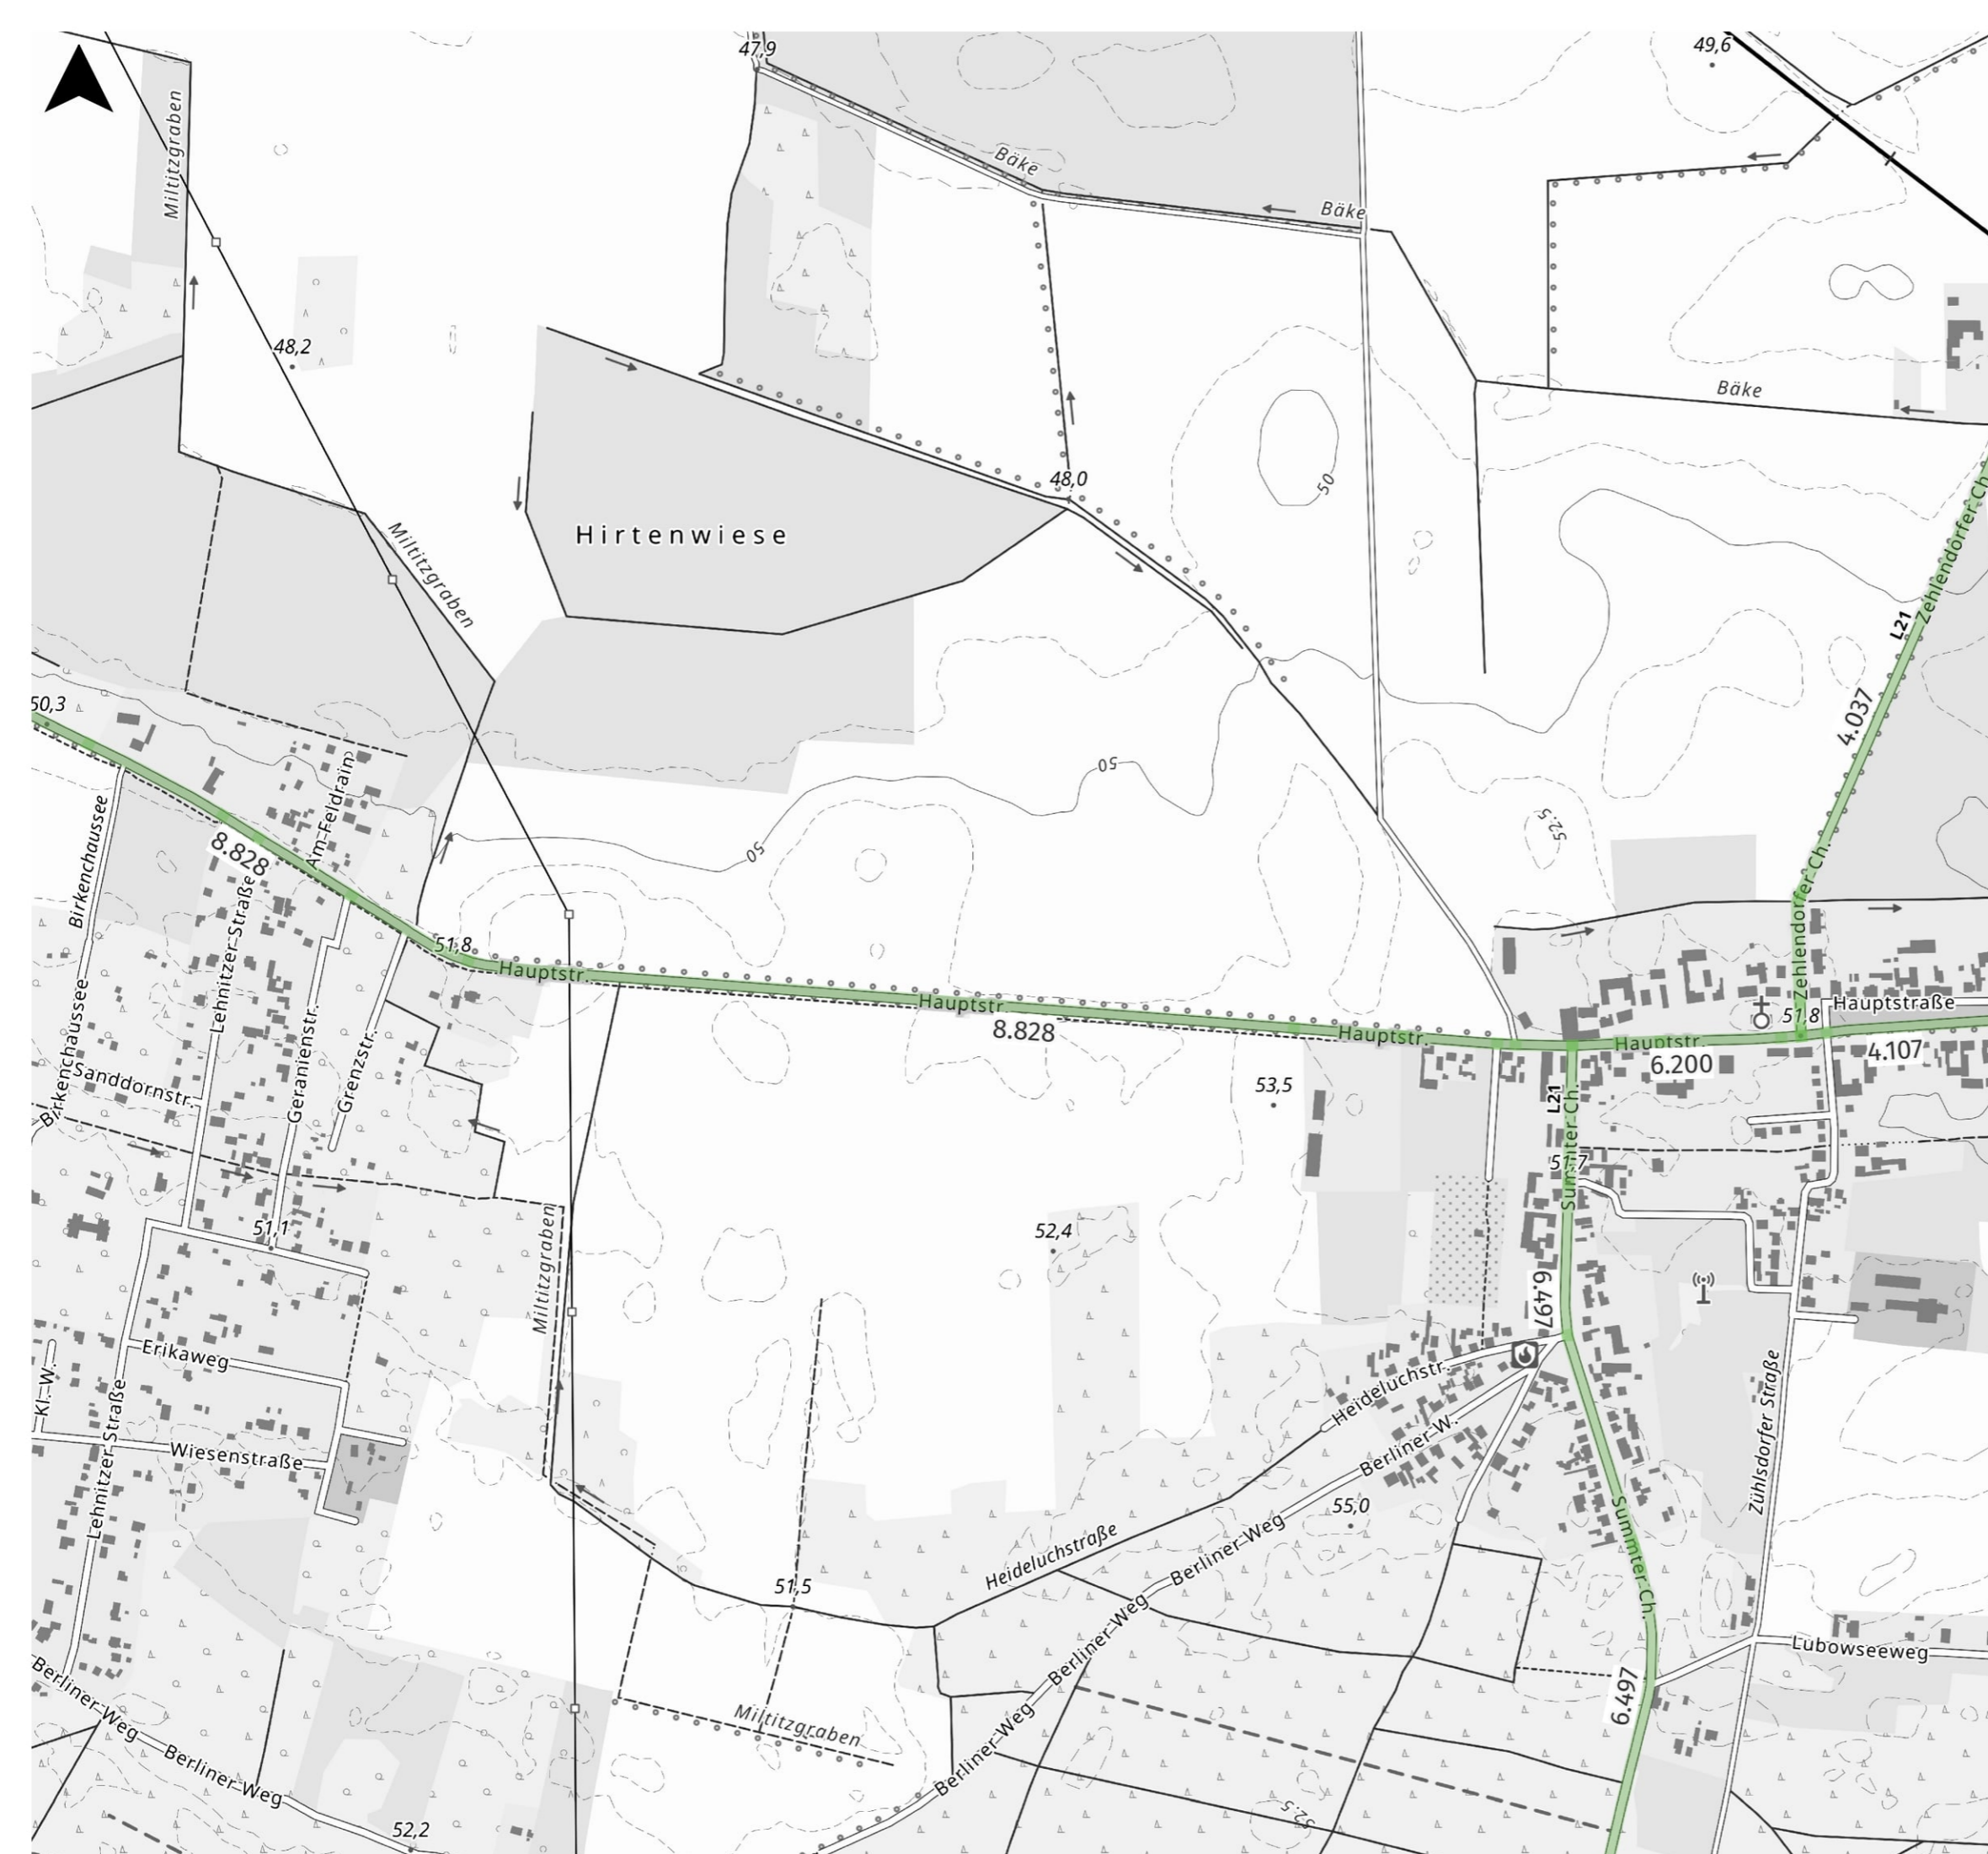 47,9
49,6
Miltitzgraben
Bäke
Bäke
48,2
Bäke
48,0
50
Hirtenwiese
Miltitzgraben
Zehlendorfer Ch.
L21
50,3
4.037
50
50
52.5
Am Feldrain
Birkenchaussee
8.828
Lehnitzer Straße
Zehlendorfer Ch.
51,8
Hauptstr.
Hauptstr.
8.828
Hauptstr.
Hauptstr.
6.200
51,8
Hauptstraße
4.107
Birkenchaussee
Sanddornstr.
Geranienstr.
Grenzstr.
53,5
L21
Summter Ch.
51,7
51,1
Miltitzgraben
52,4
6.497
Erikaweg
Kl. W.
Heideluchstr.
Zühlsdorfer Straße
Lehnitzer Straße
Wiesenstraße
Berliner W.
55,0
Berliner Weg
Summter Ch.
Heideluchstraße
51,5
Berliner Weg
Lubowseeweg
Berliner Weg
Berliner Weg
Miltitzgraben
Berliner Weg
6.497
52.5
52,2